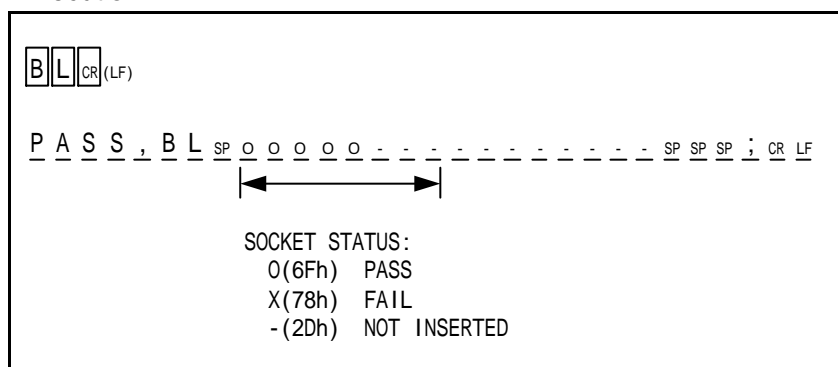 B L CR (LF)
P A S S , B L SP o o o o o - - - - - - - - - - - SP SP SP ; CR LF
SOCKET STATUS:
O(6Fh) PASS
X(78h) FAIL
-(2Dh) NOT INSERTED